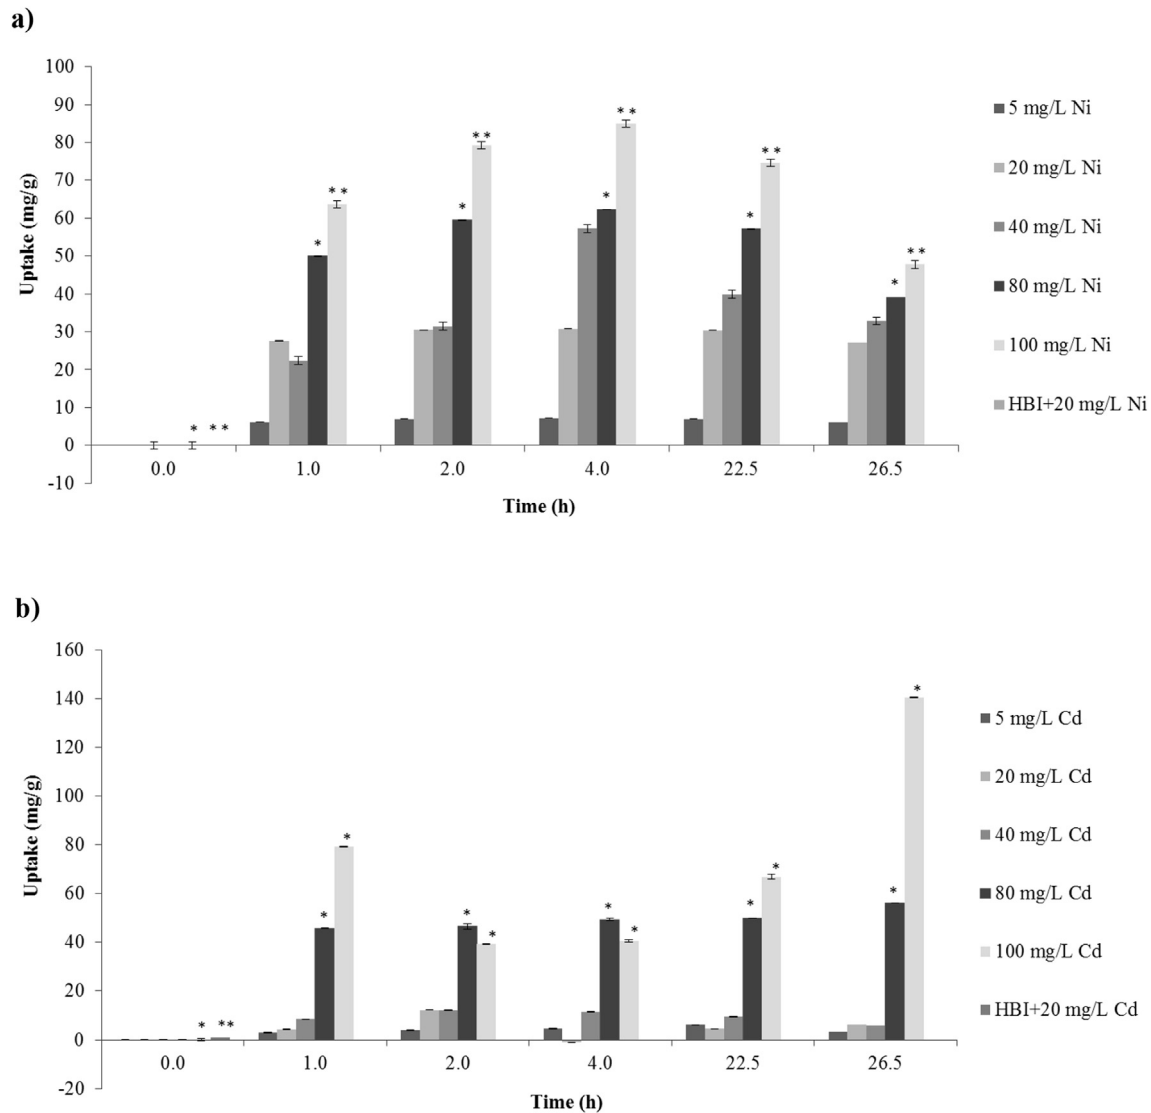 a)
100
90
80
70
60
50
40
30
20
10
0
-10
Uptake (mg/g)
* **
* **
* **
* **
* **
* **
0.0 1.0 2.0 4.0 22.5 26.5
Time (h)
5 mg/L Ni
20 mg/L Ni
40 mg/L Ni
80 mg/L Ni
100 mg/L Ni
HBI+20 mg/L Ni
b)
160
140
120
100
80
60
40
20
0
-20
Uptake (mg/g)
* **
* *
* *
* *
* *
* *
0.0 1.0 2.0 4.0 22.5 26.5
Time (h)
5 mg/L Cd
20 mg/L Cd
40 mg/L Cd
80 mg/L Cd
100 mg/L Cd
HBI+20 mg/L Cd